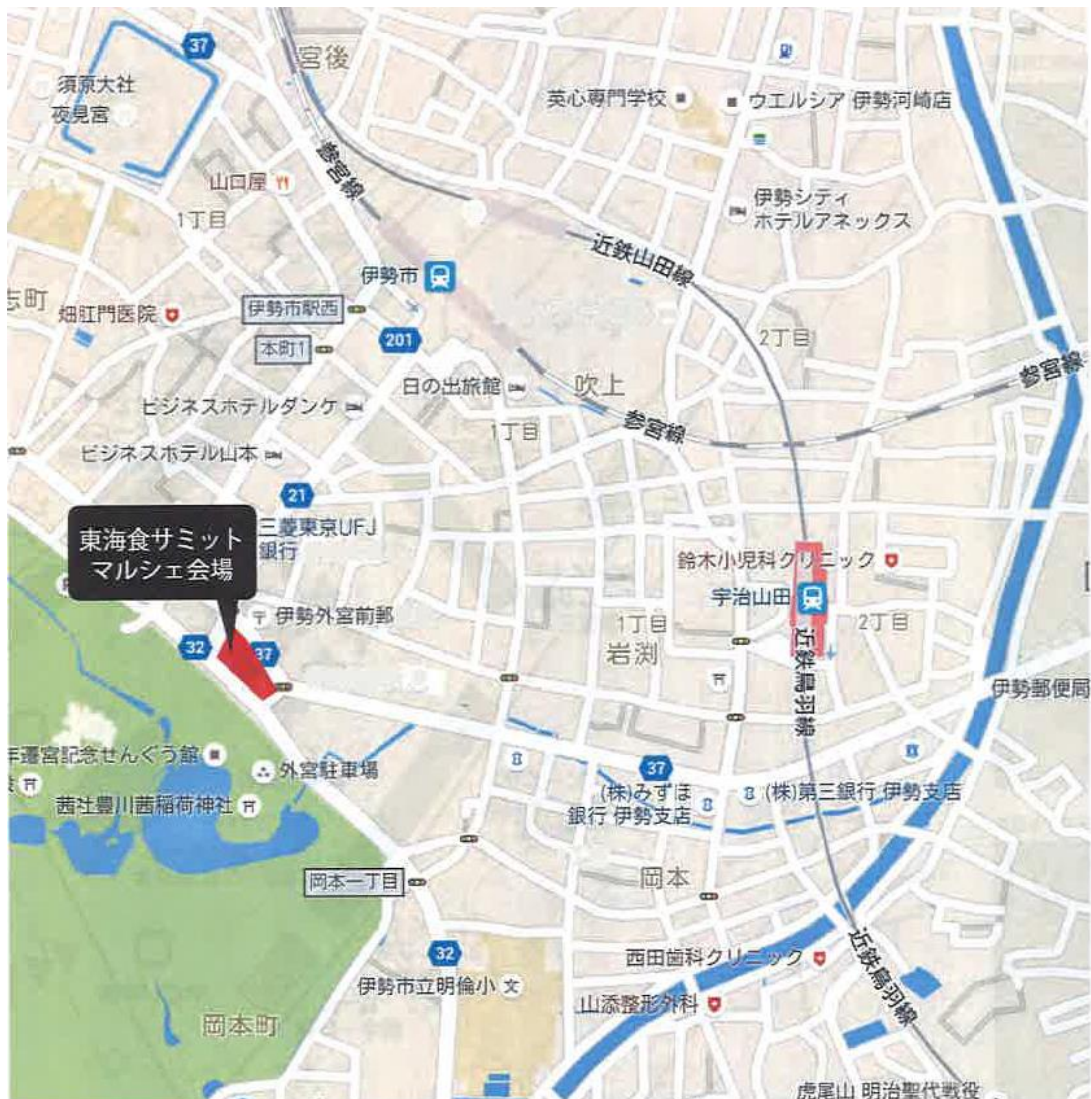 37
宮後
須原大社
夜見宮
英心専門学校
ウエルシア 伊勢河崎店
参宮線
山口屋
1丁目
伊勢シティ
ホテルアネックス
近鉄山田線
伊勢市
志町
畑肛門医院
伊勢市駅西
201
本町1
2丁目
参宮線
日の出旅館
吹上
ビジネスホテルダンケ
1丁目
参宮線
ビジネスホテル山本
21
三菱東京UFJ
銀行
東海食サミット
マルシェ会場
鈴木小児科クリニック
宇治山田
伊勢外宮前郵
1丁目
2丁目
岩渕
32
37
近鉄鳥羽線
伊勢郵便局
年遷宮記念せんぐう館
外宮駐車場
37
茜社豊川茜稲荷神社
(株)みずほ
銀行 伊勢支店
(株)第三銀行 伊勢支店
岡本一丁目
岡本
32
西田歯科クリニック
近鉄鳥羽線
伊勢市立明倫小
文
山添整形外科
岡本町
虎尾山 明治聖代戦役